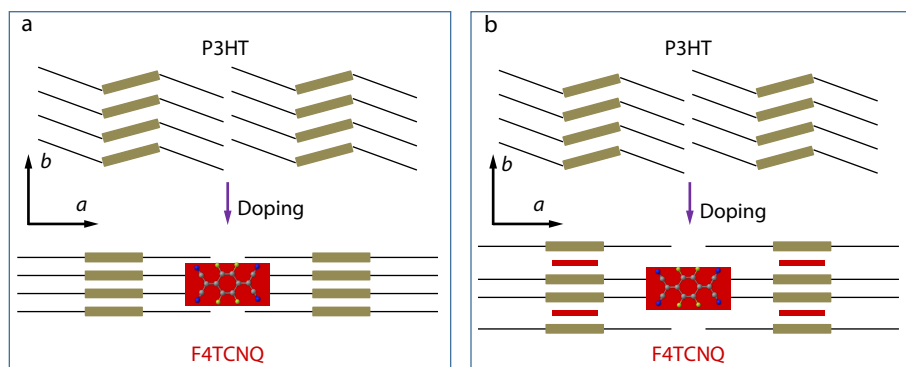 a
P3HT
b
a
Doping
F4TCNQ
b
P3HT
b
a
Doping
F4TCNQ